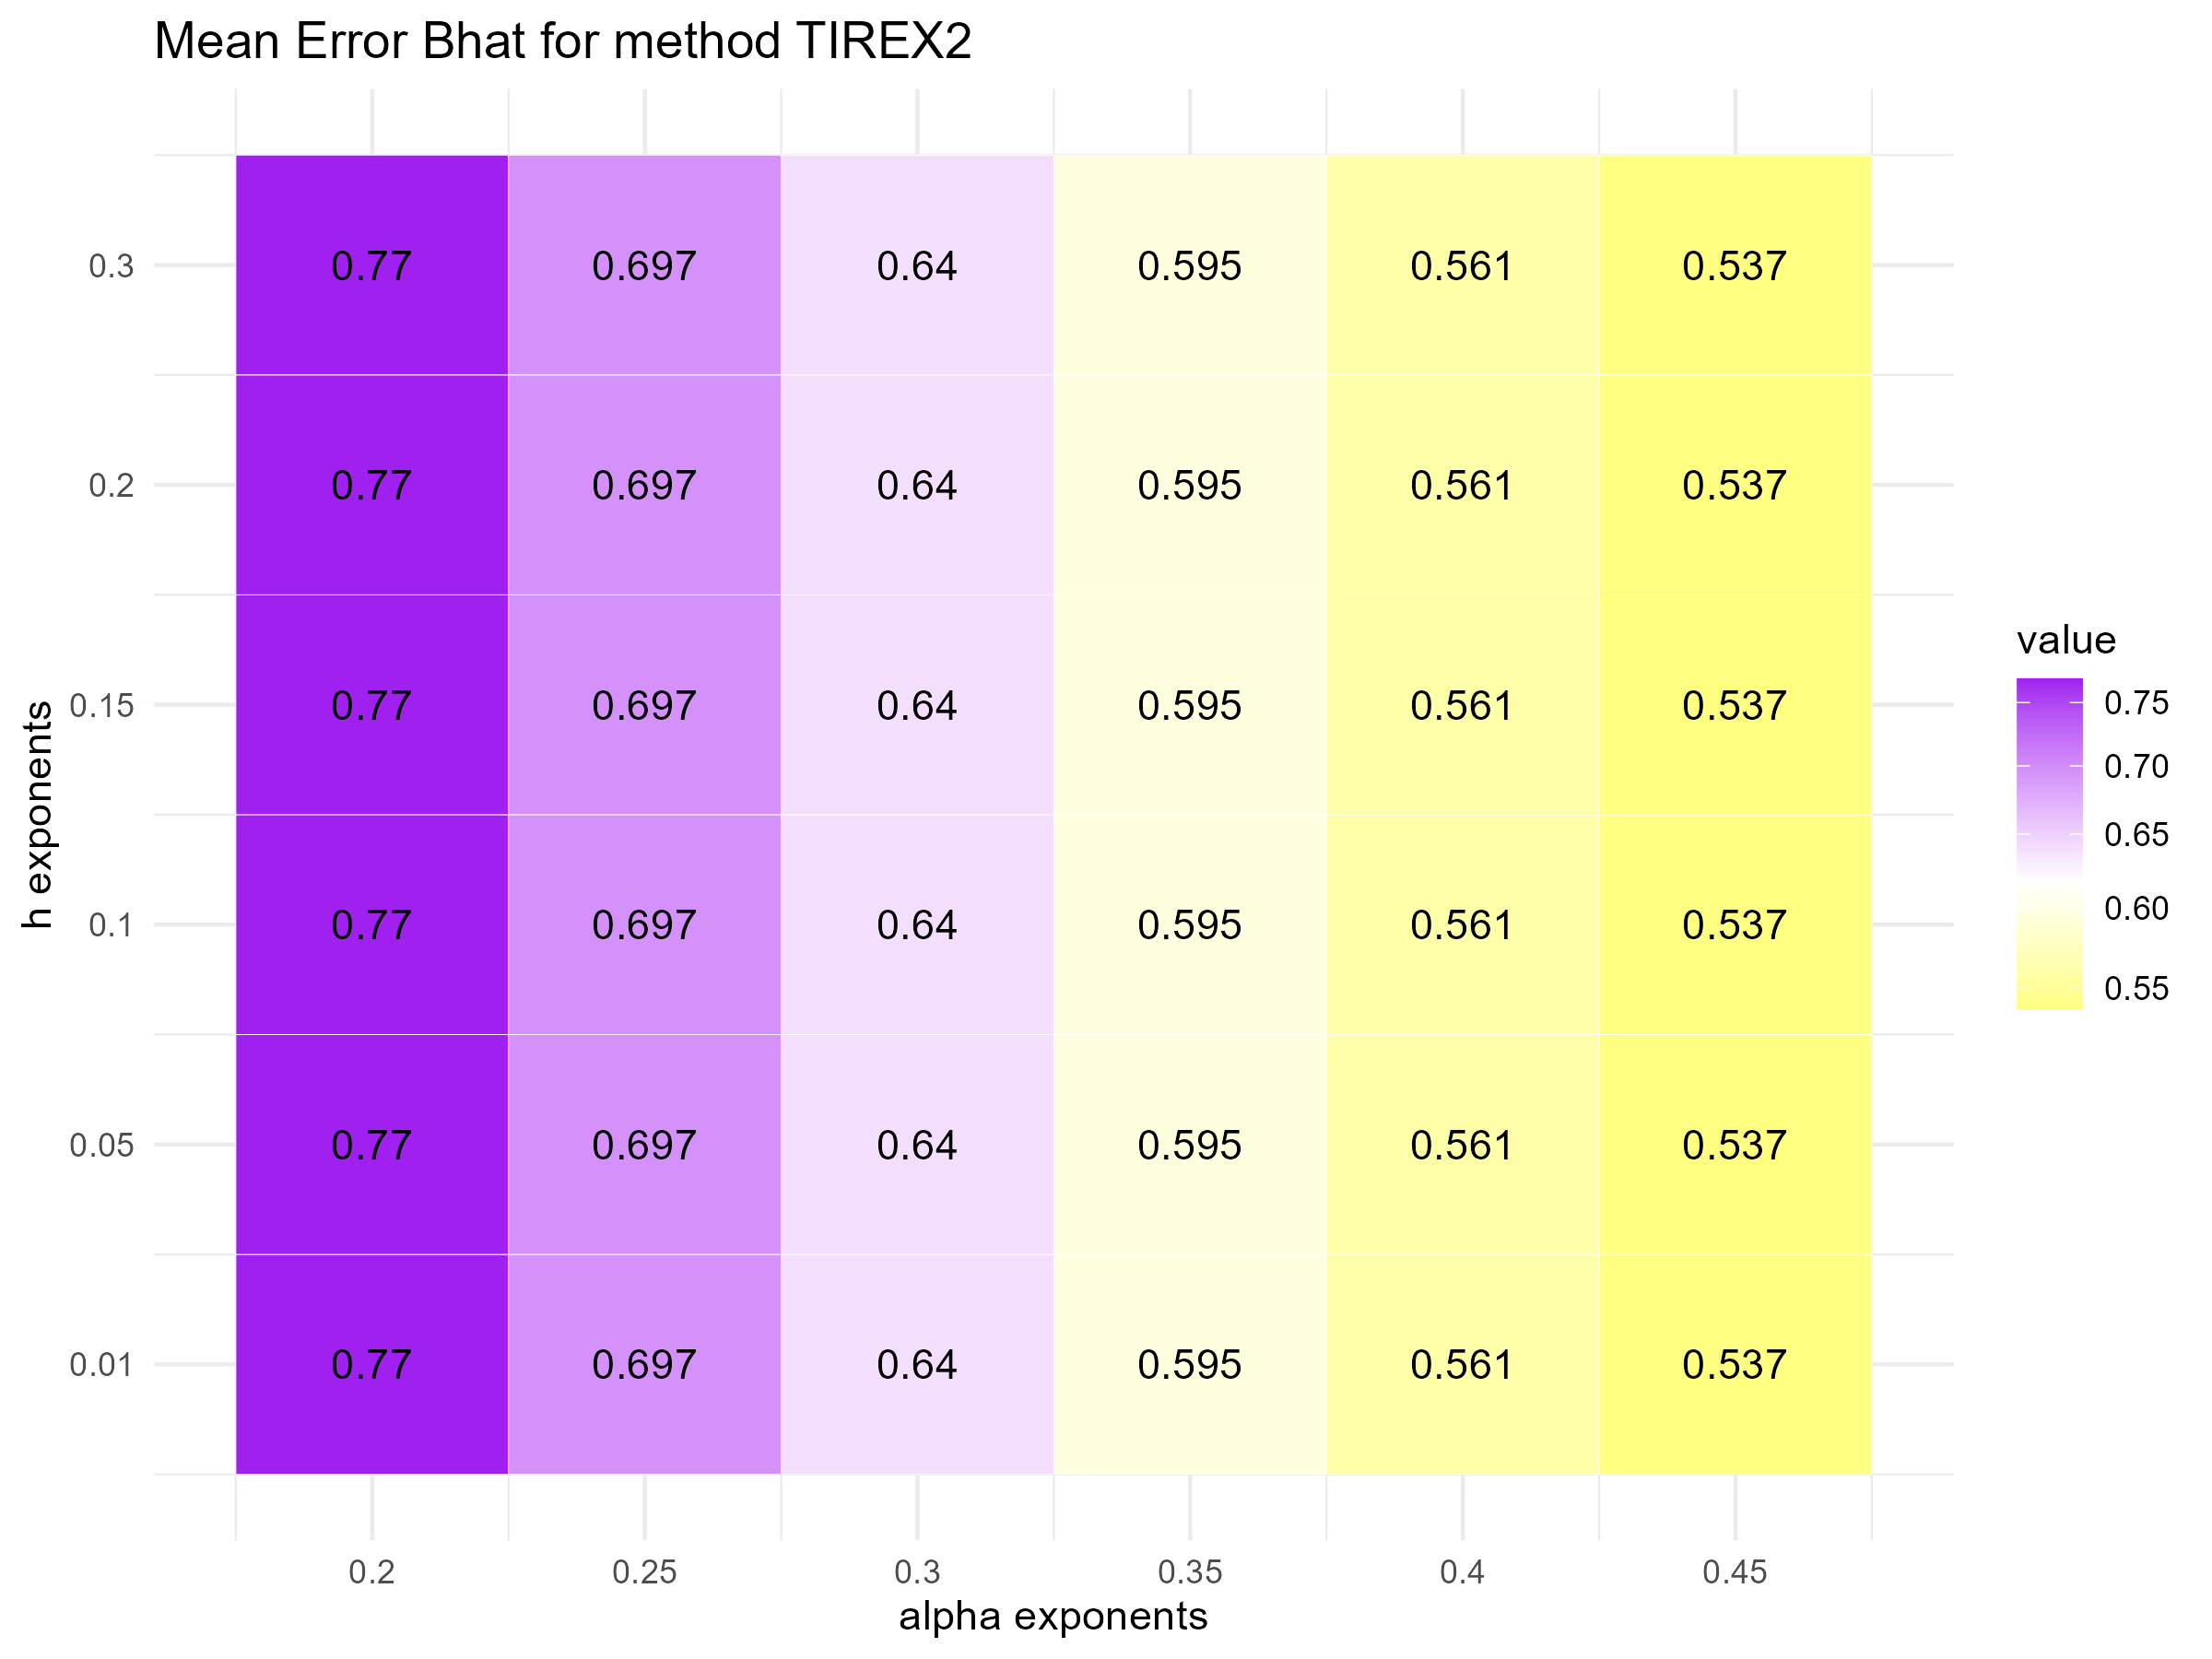 Mean Error Bhat for method TIREX2
h exponents
0.3 0.77 0.697 0.64 0.595 0.561 0.537
0.2 0.77 0.697 0.64 0.595 0.561 0.537
0.15 0.77 0.697 0.64 0.595 0.561 0.537
0.1 0.77 0.697 0.64 0.595 0.561 0.537
0.05 0.77 0.697 0.64 0.595 0.561 0.537
0.01 0.77 0.697 0.64 0.595 0.561 0.537
0.2 0.25 0.3 0.35 0.4 0.45
alpha exponents
value
0.75
0.70
0.65
0.60
0.55